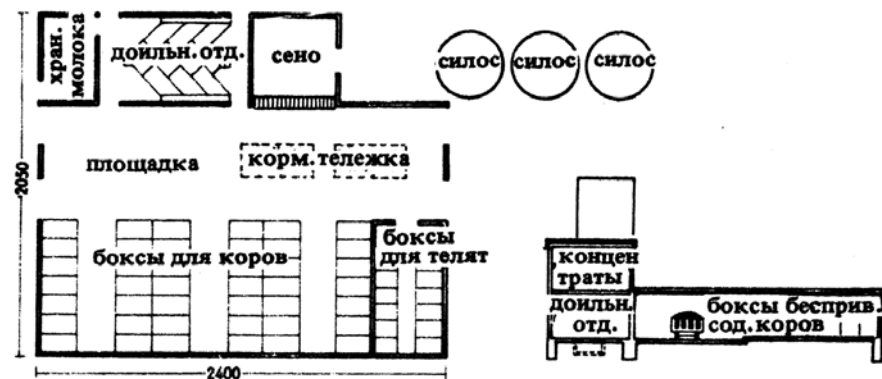 хран.
молока
доильн. отд.
сено
силос
силос
силос
площадка
корм. тележка
2050
боксы для коров
боксы
для телят
2400
концен
траты
доильн.
отд.
боксы бесприв.
сод. коров